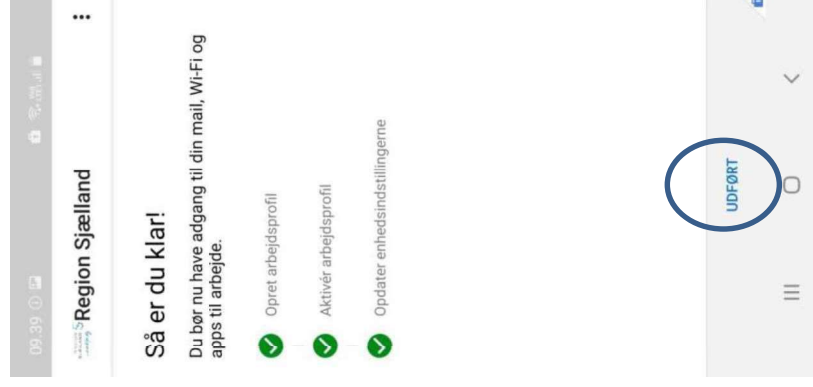 09.39
Region Sjælland
Så er du klar!
Du bør nu have adgang til din mail, Wi-Fi og
apps til arbejde.
Opret arbejdsprofil
Aktivér arbejdsprofil
Opdater enhedsindstillingerne
UDFØRT